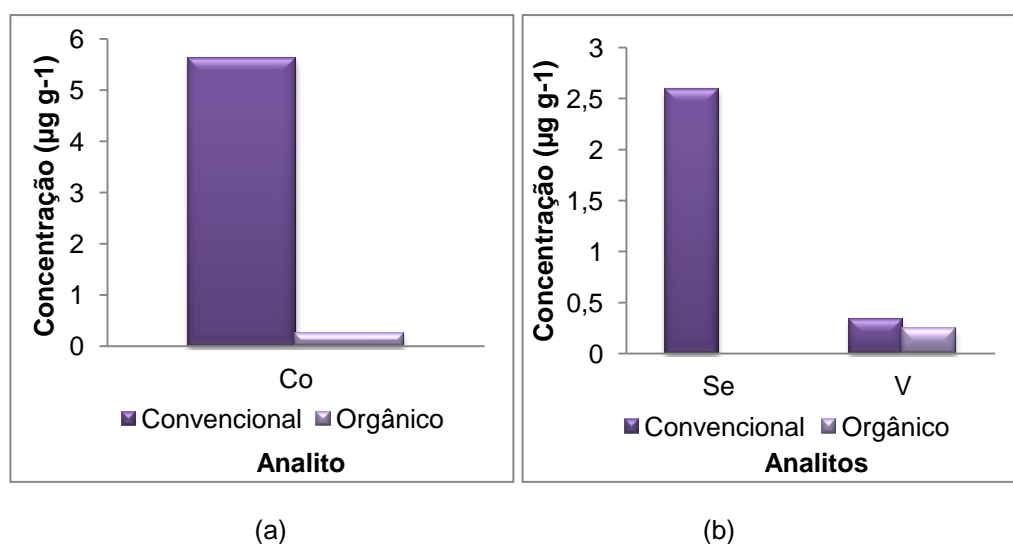 Concentração (µg g-1)
6
5
4
3
2
1
0
Co
Convencional Orgânico
Analito
(a)
Concentração (µg g-1)
3
2,5
2
1,5
1
0,5
0
Se V
Convencional Orgânico
Analitos
(b)